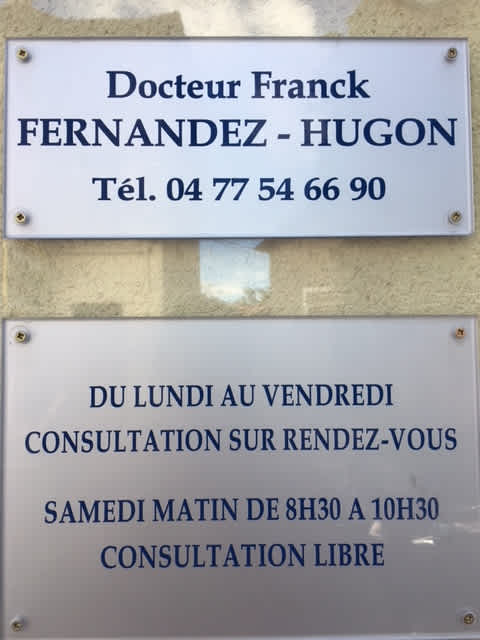 Docteur Franck
FERNANDEZ - HUGON
Tél. 04 77 54 66 90
DU LUNDI AU VENDREDI
CONSULTATION SUR RENDEZ-VOUS
SAMEDI MATIN DE 8H30 A 10H30
CONSULTATION LIBRE